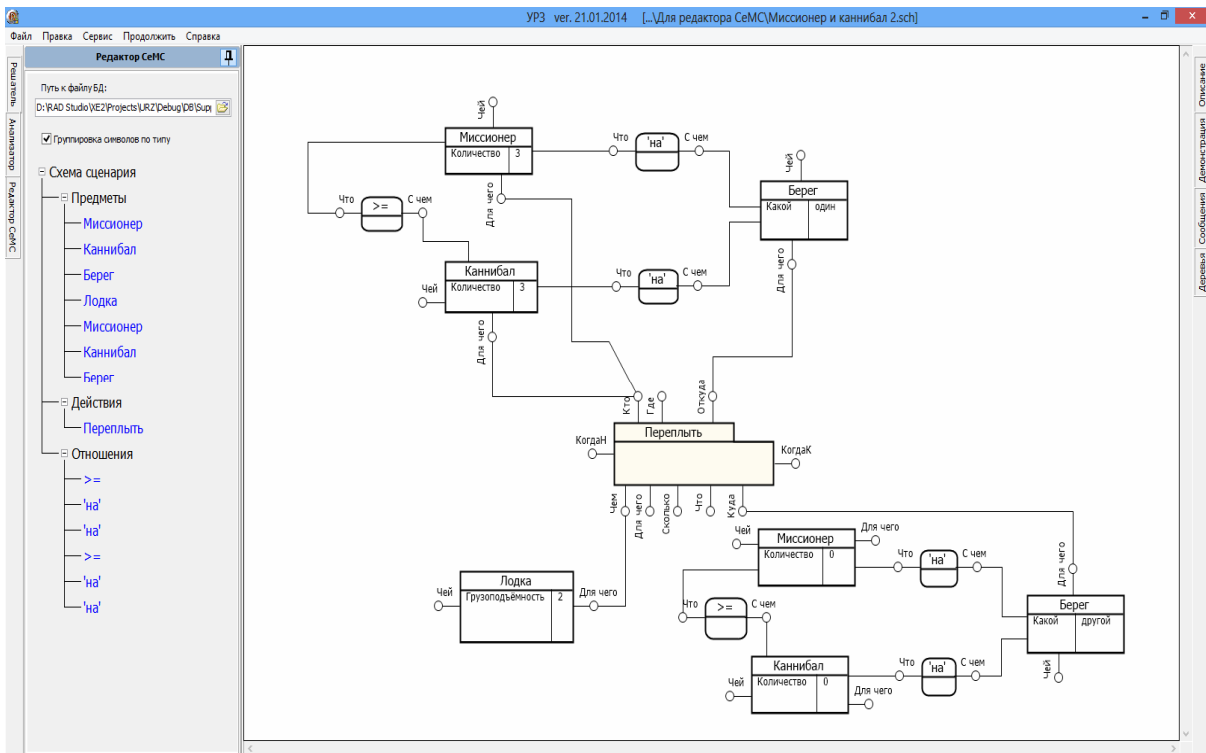 УРЗ ver. 21.01.2014 [...\Для редактора СеМС\Миссионер и каннибал 2.sch]
Файл Правка Сервис Продолжить Справка
Решатель
Анализатор
Редактор СеМС
Редактор СеМС
Путь к файлу БД:
D:\RAD Studio\XE2\Projects\URZ\Debug\DB\Supp
Группировка символов по типу
Схема сценария
Предметы
Миссионер
Каннибал
Берег
Лодка
Миссионер
Каннибал
Берег
Действия
Переплыть
Отношения
>=
'на'
'на'
>=
'на'
'на'
Чей
Миссионер
Количество 3
Для чего
Что 'на' С чем
Чей
Берег
Какой один
Для чего
Что >= С чем
Каннибал
Количество 3
Чей
Для чего
Что 'на' С чем
Кто
Где
Откуда
Переплыть
КогдаН
КогдаК
Чем
Для чего
Сколько
Что
Куда
Лодка
Грузоподъёмность 2
Чей
Для чего
Чей
Миссионер
Количество 0
Для чего
Что 'на' С чем
Для чего
Берег
Какой другой
Чей
Что >= С чем
Каннибал
Количество 0
Чей
Для чего
Что 'на' С чем
Описание
Демонстрация
Сообщения
Деревья